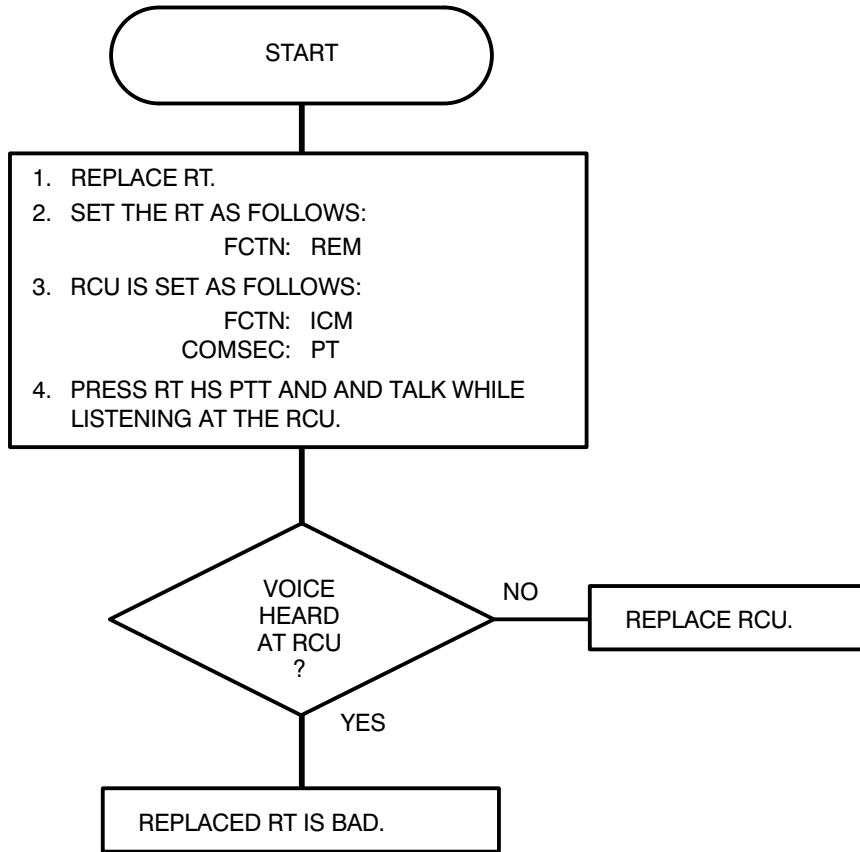 START
1. REPLACE RT.
2. SET THE RT AS FOLLOWS:
FCTN: REM
3. RCU IS SET AS FOLLOWS:
FCTN: ICM
COMSEC: PT
4. PRESS RT HS PTT AND AND TALK WHILE
LISTENING AT THE RCU.
VOICE
HEARD
AT RCU
?
NO
REPLACE RCU.
YES
REPLACED RT IS BAD.